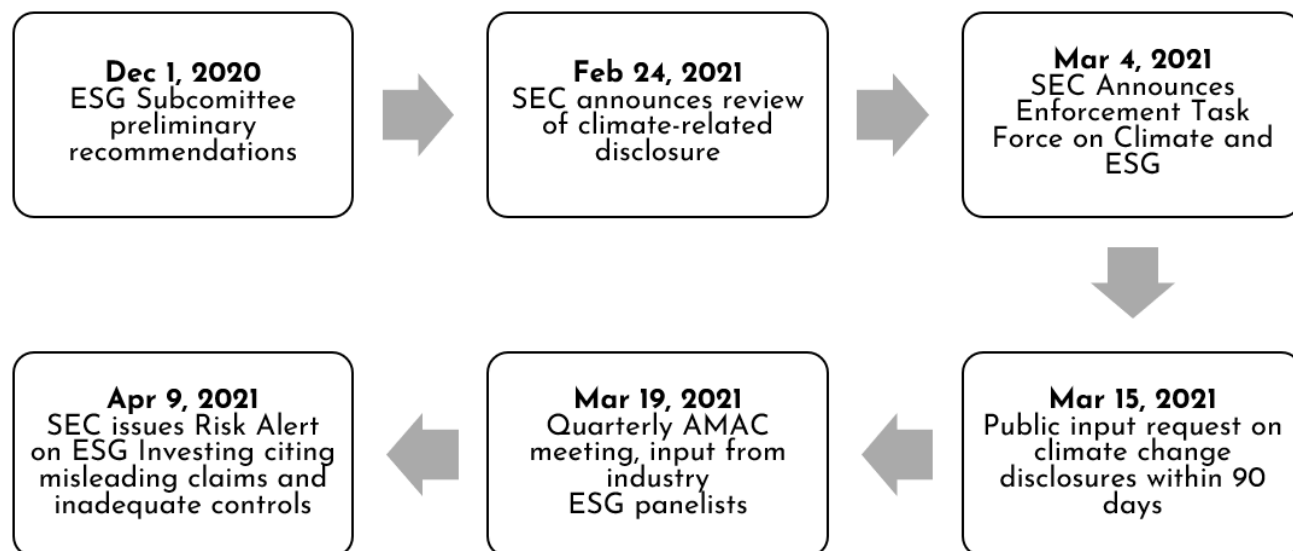 Dec 1, 2020
ESG Subcomittee
preliminary
recommendations
Feb 24, 2021
SEC announces review
of climate-related
disclosure
Mar 4, 2021
SEC Announces
Enforcement Task
Force on Climate and
ESG
Mar 15, 2021
Public input request on
climate change
disclosures within 90
days
Mar 19, 2021
Quarterly AMAC
meeting, input from
industry
ESG panelists
Apr 9, 2021
SEC issues Risk Alert
on ESG Investing citing
misleading claims and
inadequate controls